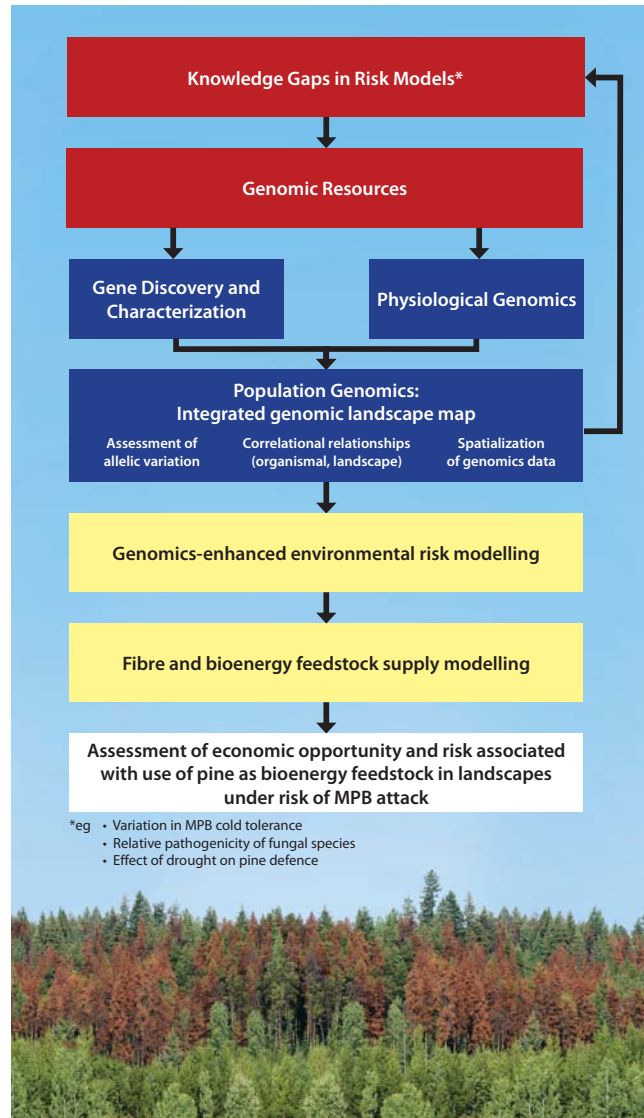 Knowledge Gaps in Risk Models*
Genomic Resources
Gene Discovery and
Characterization
Physiological Genomics
Population Genomics:
Integrated genomic landscape map
Assessment of
allelic variation
Correlational relationships
(organismal, landscape)
Spatialization
of genomics data
Genomics-enhanced environmental risk modelling
Fibre and bioenergy feedstock supply modelling
Assessment of economic opportunity and risk associated
with use of pine as bioenergy feedstock in landscapes
under risk of MPB attack
*eg • Variation in MPB cold tolerance
• Relative pathogenicity of fungal species
• Effect of drought on pine defence